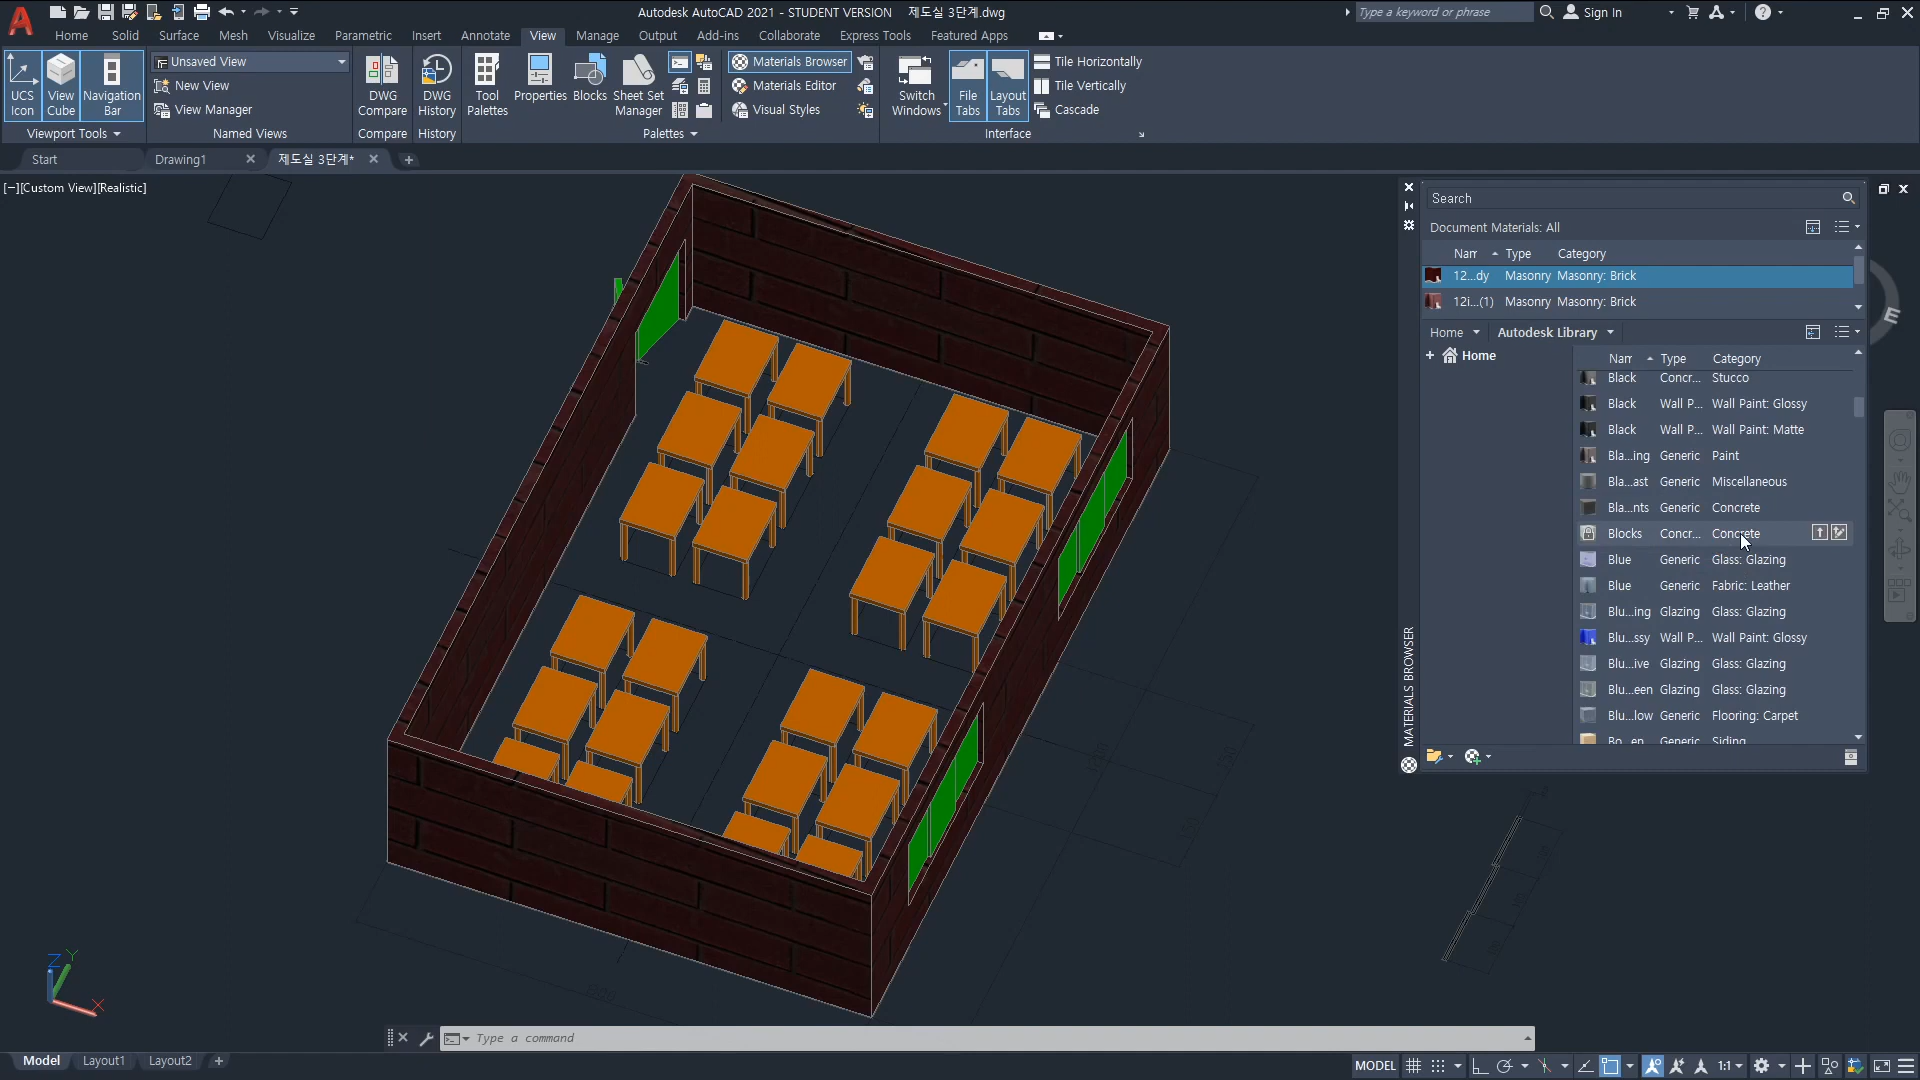 Autodesk AutoCAD 2021 - STUDENT VERSION 제도실 3단계.dwg
Type a keyword or phrase
Sign In
Home Solid Surface Mesh Visualize Parametric Insert Annotate View Manage Output Add-ins Collaborate Express Tools Featured Apps
UCS Icon
View Cube
Navigation Bar
Viewport Tools
Unsaved View
New View
View Manager
Named Views
DWG Compare
Compare
DWG History
History
Tool Palettes
Properties
Blocks
Sheet Set Manager
Materials Browser
Materials Editor
Visual Styles
Palettes
Switch Windows
File Tabs
Layout Tabs
Tile Horizontally
Tile Vertically
Cascade
Interface
Start Drawing1 제도실 3단계*
[−][Custom View][Realistic]
Search
Document Materials: All
Nam Type Category
12...dy Masonry Masonry: Brick
12i...(1) Masonry Masonry: Brick
Home Autodesk Library
Home
Nam Type Category
Black Concr... Stucco
Black Wall P... Wall Paint: Glossy
Black Wall P... Wall Paint: Matte
Bla...ing Generic Paint
Bla...ast Generic Miscellaneous
Bla...nts Generic Concrete
Blocks Concr... Concrete
Blue Generic Glass: Glazing
Blue Generic Fabric: Leather
Blu...ing Glazing Glass: Glazing
Blu...ssy Wall P... Wall Paint: Glossy
Blu...ive Glazing Glass: Glazing
Blu...een Glazing Glass: Glazing
Blu...low Generic Flooring: Carpet
Bo...en Generic Siding
MATERIALS BROWSER
E
Z Y X
Type a command
Model Layout1 Layout2
MODEL
1:1